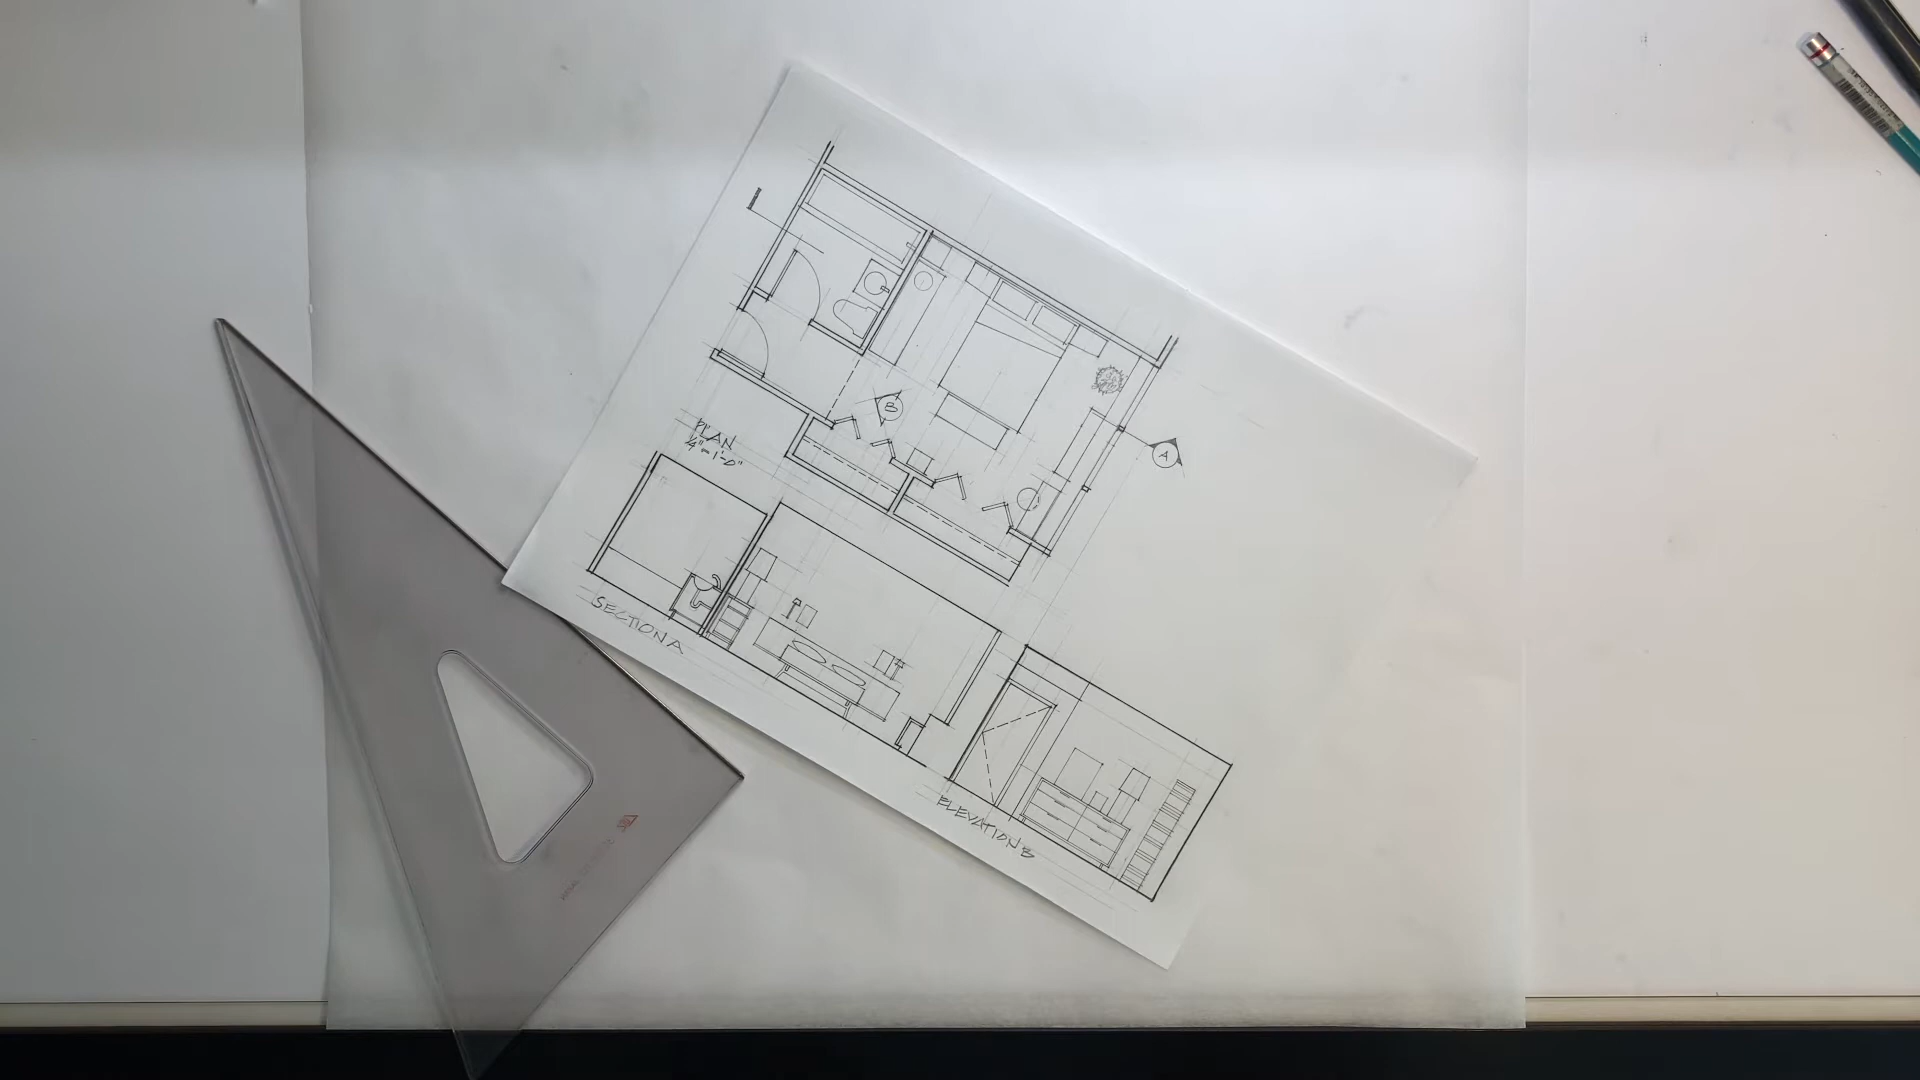 PLAN
1/4" = 1'-0"
B
A
SECTION A
ELEVATION B